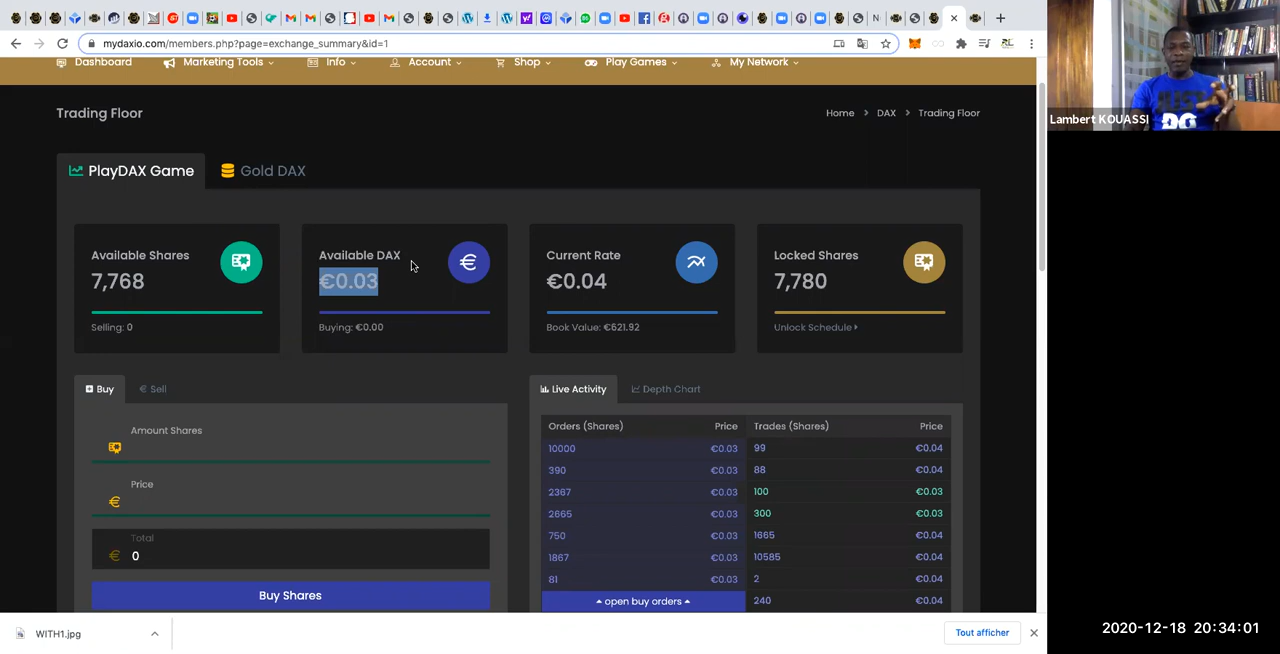 mydaxio.com/members.php?page=exchange_summary&id=1
Dashboard
Marketing Tools
Info
Account
Shop
Play Games
My Network
Lambert KOUASSI
Trading Floor
Home > DAX > Trading Floor
PlayDAX Game
Gold DAX
Available Shares
7,768
Selling: 0
Available DAX
€0.03
Buying: €0.00
Current Rate
€0.04
Book Value: €621.92
Locked Shares
7,780
Unlock Schedule
Buy
€ Sell
Amount Shares
Price
€
Total
€ 0
Buy Shares
Live Activity
Depth Chart
Orders (Shares) Price Trades (Shares) Price
10000 €0.03 99 €0.04
390 €0.03 88 €0.04
2367 €0.03 100 €0.03
2665 €0.03 300 €0.03
750 €0.03 1665 €0.04
1867 €0.03 10585 €0.04
81 €0.03 2 €0.04
open buy orders 240 €0.04
WITH1.jpg
Tout afficher
2020-12-18 20:34:01